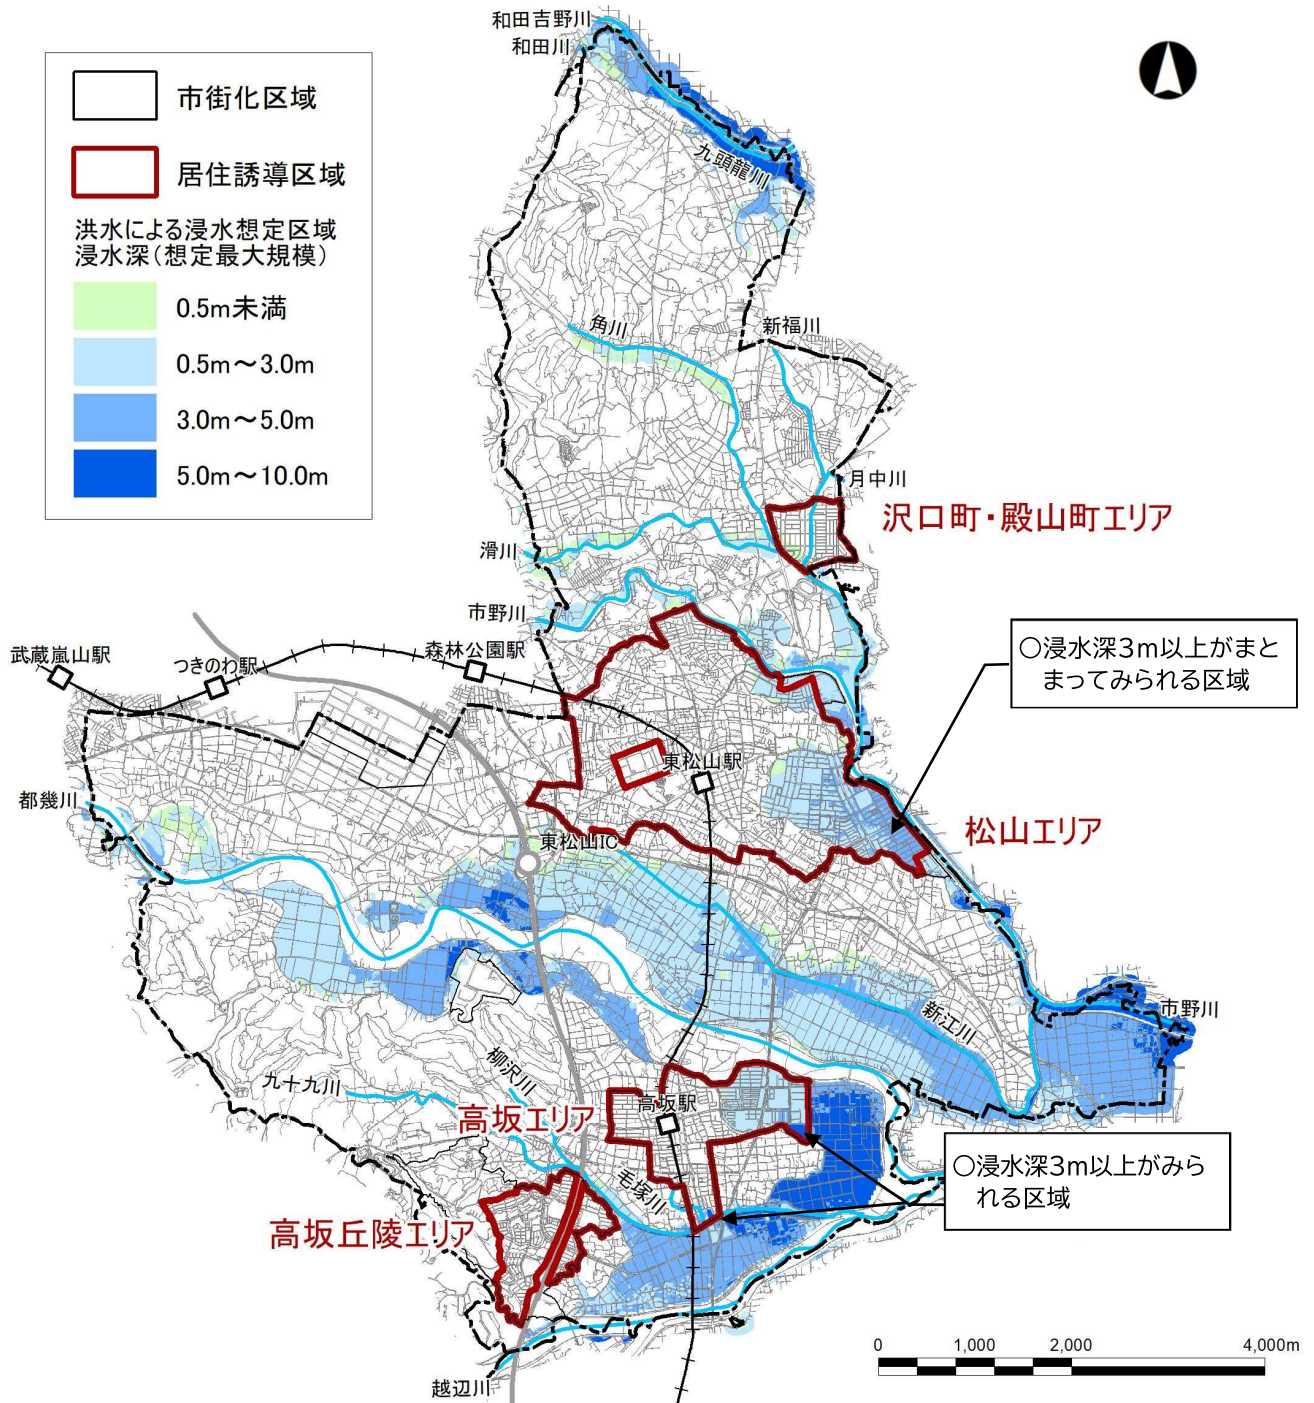 和田吉野川
和田川
市街化区域
居住誘導区域
洪水による浸水想定区域
浸水深(想定最大規模)
0.5m未満
0.5m～3.0m
3.0m～5.0m
5.0m～10.0m
九頭龍川
角川
新福川
月中川
沢口町・殿山町エリア
滑川
市野川
○浸水深3m以上がまと
まってみられる区域
武蔵嵐山駅
つきのわ駅
森林公園駅
東松山駅
都幾川
東松山IC
松山エリア
市野川
新江川
柳沢川
九十九川
高坂エリア
高坂駅
毛塚川
○浸水深3m以上がみら
れる区域
高坂丘陵エリア
越辺川
0 1,000 2,000 4,000m